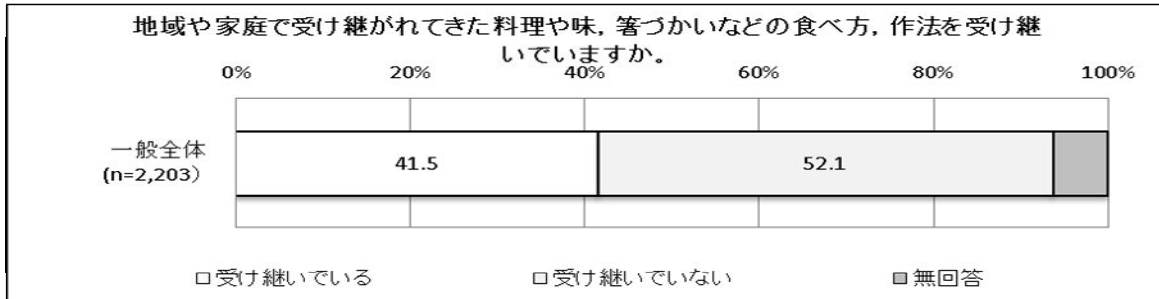 地域や家庭で受け継がれてきた料理や味，箸づかいなどの食べ方，作法を受け継
いでいますか。
0% 20% 40% 60% 80% 100%
一般全体
(n=2,203）
41.5 52.1
□受け継いでいる □受け継いでいない ■無回答